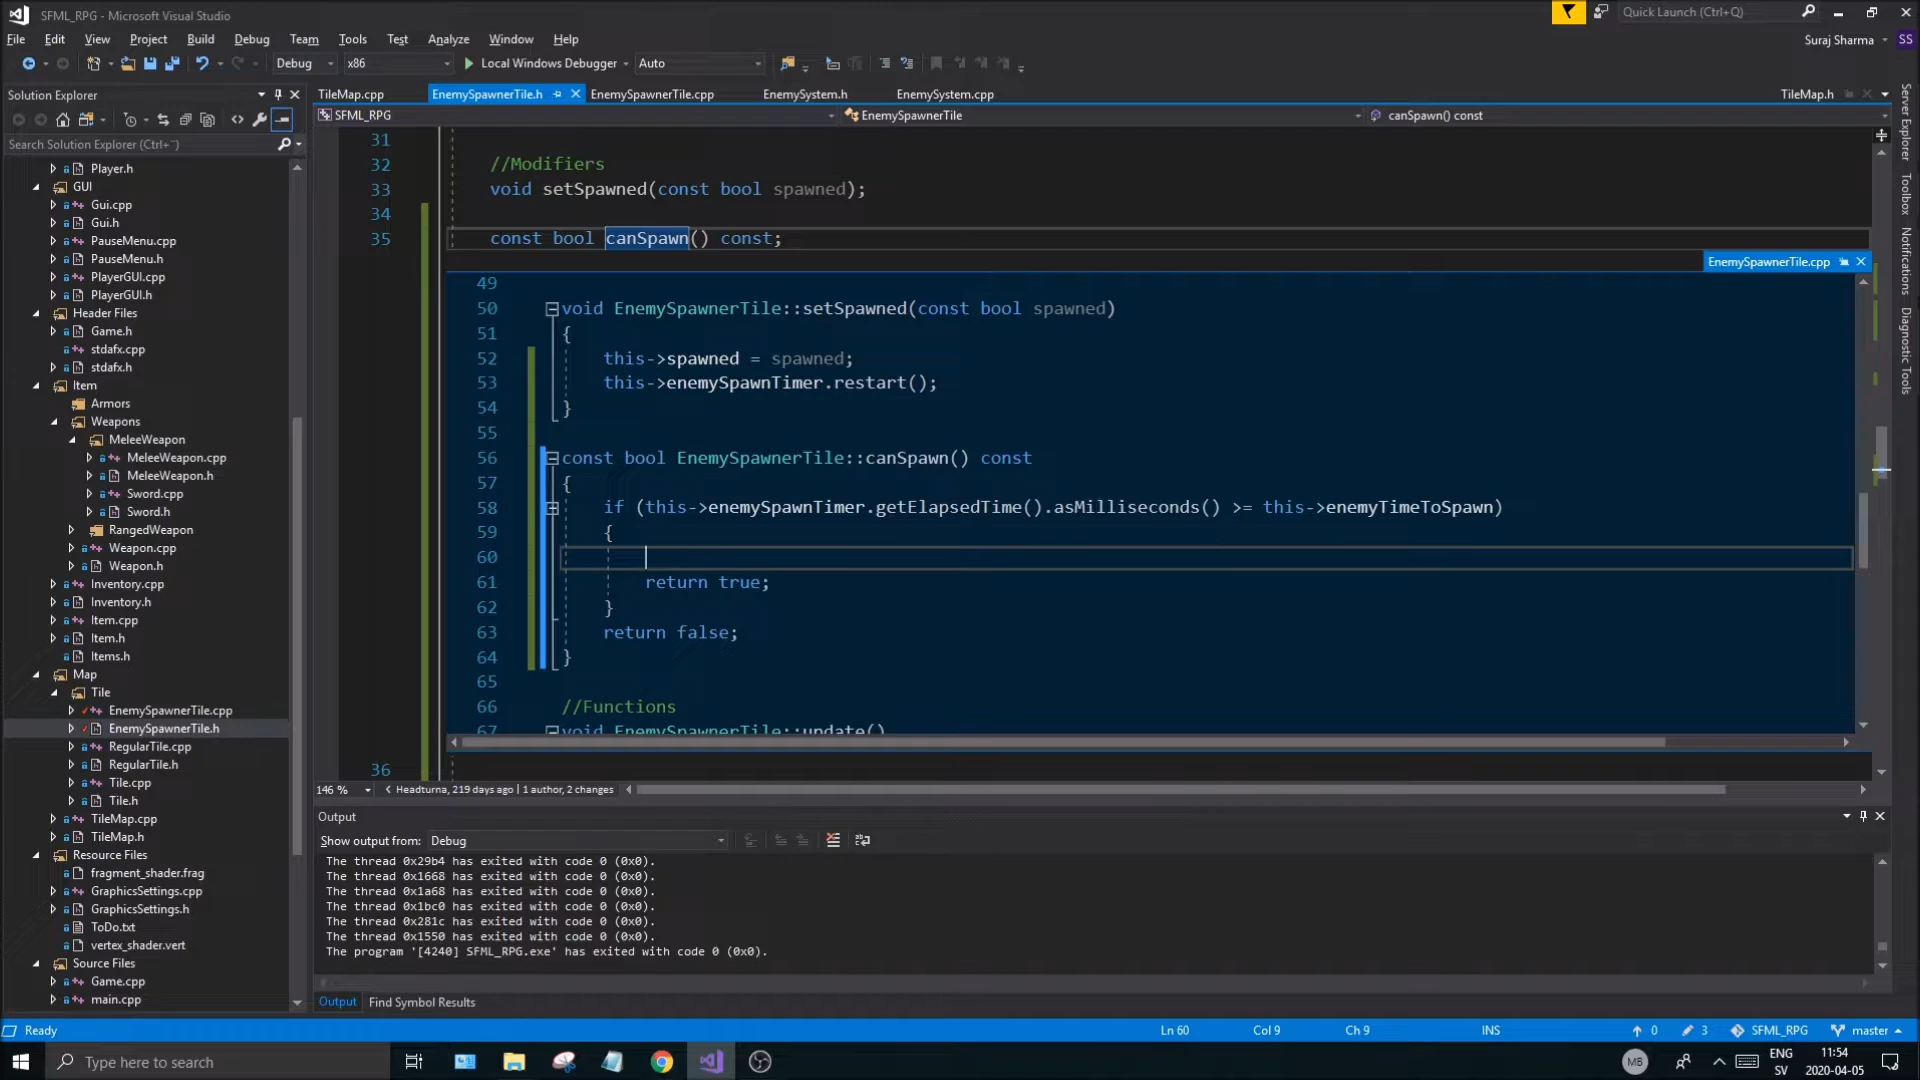 SFML_RPG - Microsoft Visual Studio
Quick Launch (Ctrl+Q)
File Edit View Project Build Debug Team Tools Test Analyze Window Help
Suraj Sharma SS
Debug x86 Local Windows Debugger Auto
Solution Explorer
TileMap.cpp EnemySpawnerTile.h EnemySpawnerTile.cpp EnemySystem.h EnemySystem.cpp TileMap.h
SFML_RPG EnemySpawnerTile canSpawn() const
Search Solution Explorer (Ctrl+¨)
Player.h
GUI
Gui.cpp
Gui.h
PauseMenu.cpp
PauseMenu.h
PlayerGUI.cpp
PlayerGUI.h
Header Files
Game.h
stdafx.cpp
stdafx.h
Item
Armors
Weapons
MeleeWeapon
MeleeWeapon.cpp
MeleeWeapon.h
Sword.cpp
Sword.h
RangedWeapon
Weapon.cpp
Weapon.h
Inventory.cpp
Inventory.h
Item.cpp
Item.h
Items.h
Map
Tile
EnemySpawnerTile.cpp
EnemySpawnerTile.h
RegularTile.cpp
RegularTile.h
Tile.cpp
Tile.h
TileMap.cpp
TileMap.h
Resource Files
fragment_shader.frag
GraphicsSettings.cpp
GraphicsSettings.h
ToDo.txt
vertex_shader.vert
Source Files
Game.cpp
main.cpp
31
32 //Modifiers
33 void setSpawned(const bool spawned);
34
35 const bool canSpawn() const;
EnemySpawnerTile.cpp
49
50 void EnemySpawnerTile::setSpawned(const bool spawned)
51 {
52 this->spawned = spawned;
53 this->enemySpawnTimer.restart();
54 }
55
56 const bool EnemySpawnerTile::canSpawn() const
57 {
58 if (this->enemySpawnTimer.getElapsedTime().asMilliseconds() >= this->enemyTimeToSpawn)
59 {
60
61 return true;
62 }
63 return false;
64 }
65
66 //Functions
67 void EnemySpawnerTile::update()
36
146 % Headturna, 219 days ago | 1 author, 2 changes
Output
Show output from: Debug
The thread 0x29b4 has exited with code 0 (0x0).
The thread 0x1668 has exited with code 0 (0x0).
The thread 0x1a68 has exited with code 0 (0x0).
The thread 0x1bc0 has exited with code 0 (0x0).
The thread 0x281c has exited with code 0 (0x0).
The thread 0x1550 has exited with code 0 (0x0).
The program '[4240] SFML_RPG.exe' has exited with code 0 (0x0).
Output Find Symbol Results
Server Explorer
Toolbox
Notifications
Diagnostic Tools
Ready Ln 60 Col 9 Ch 9 INS 0 3 SFML_RPG master
Type here to search
MB
ENG
SV
11:54
2020-04-05